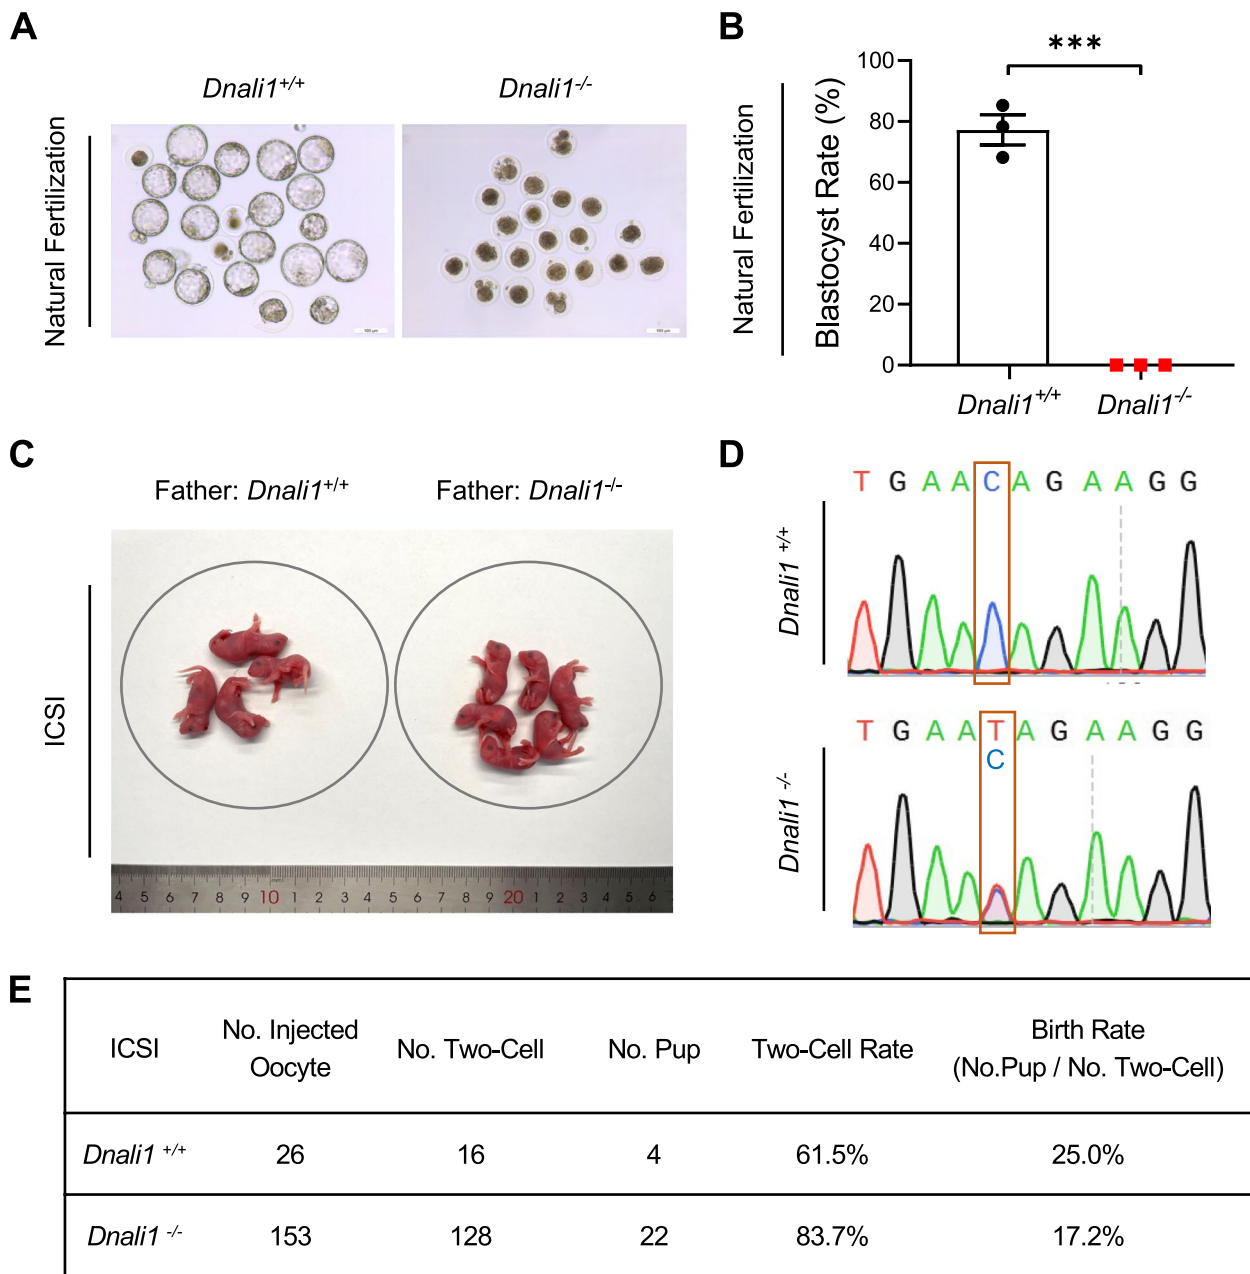 A
Dnali1+/+
Dnali1-/-
Natural Fertilization
100 μm
100 μm
B
***
Natural Fertilization
Blastocyst Rate (%)
100
80
60
40
20
0
Dnali1+/+
Dnali1-/-
C
Father: Dnali1+/+
Father: Dnali1-/-
ICSI
4 5 6 7 8 9 10 1 2 3 4 5 6 7 8 9 20 1 2 3 4 5 6
D
Dnali1 +/+
T G A A C A G A A G G
Dnali1 -/-
T G A A T A G A A G G
C
E
ICSI
No. Injected
Oocyte
No. Two-Cell
No. Pup
Two-Cell Rate
Birth Rate
(No.Pup / No. Two-Cell)
Dnali1 +/+
26
16
4
61.5%
25.0%
Dnali1 -/-
153
128
22
83.7%
17.2%